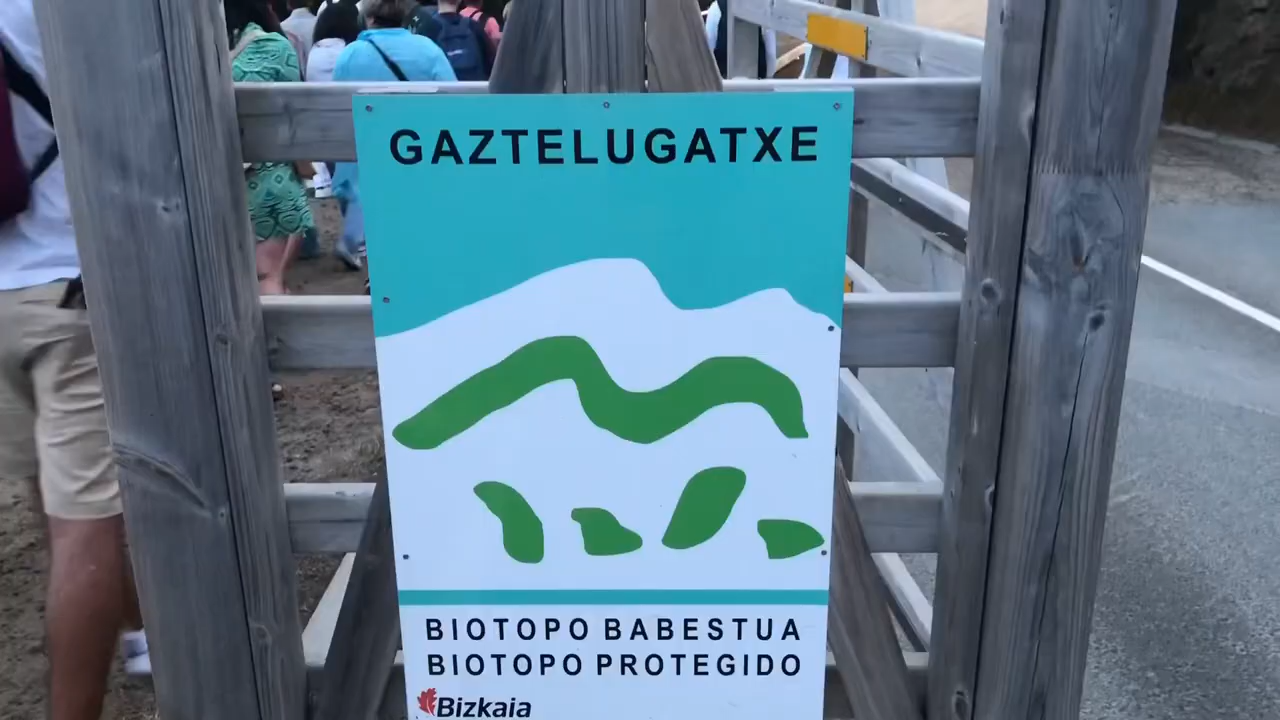 GAZTELUGATXE
BIOTOPO BABESTUA
BIOTOPO PROTEGIDO
Bizkaia